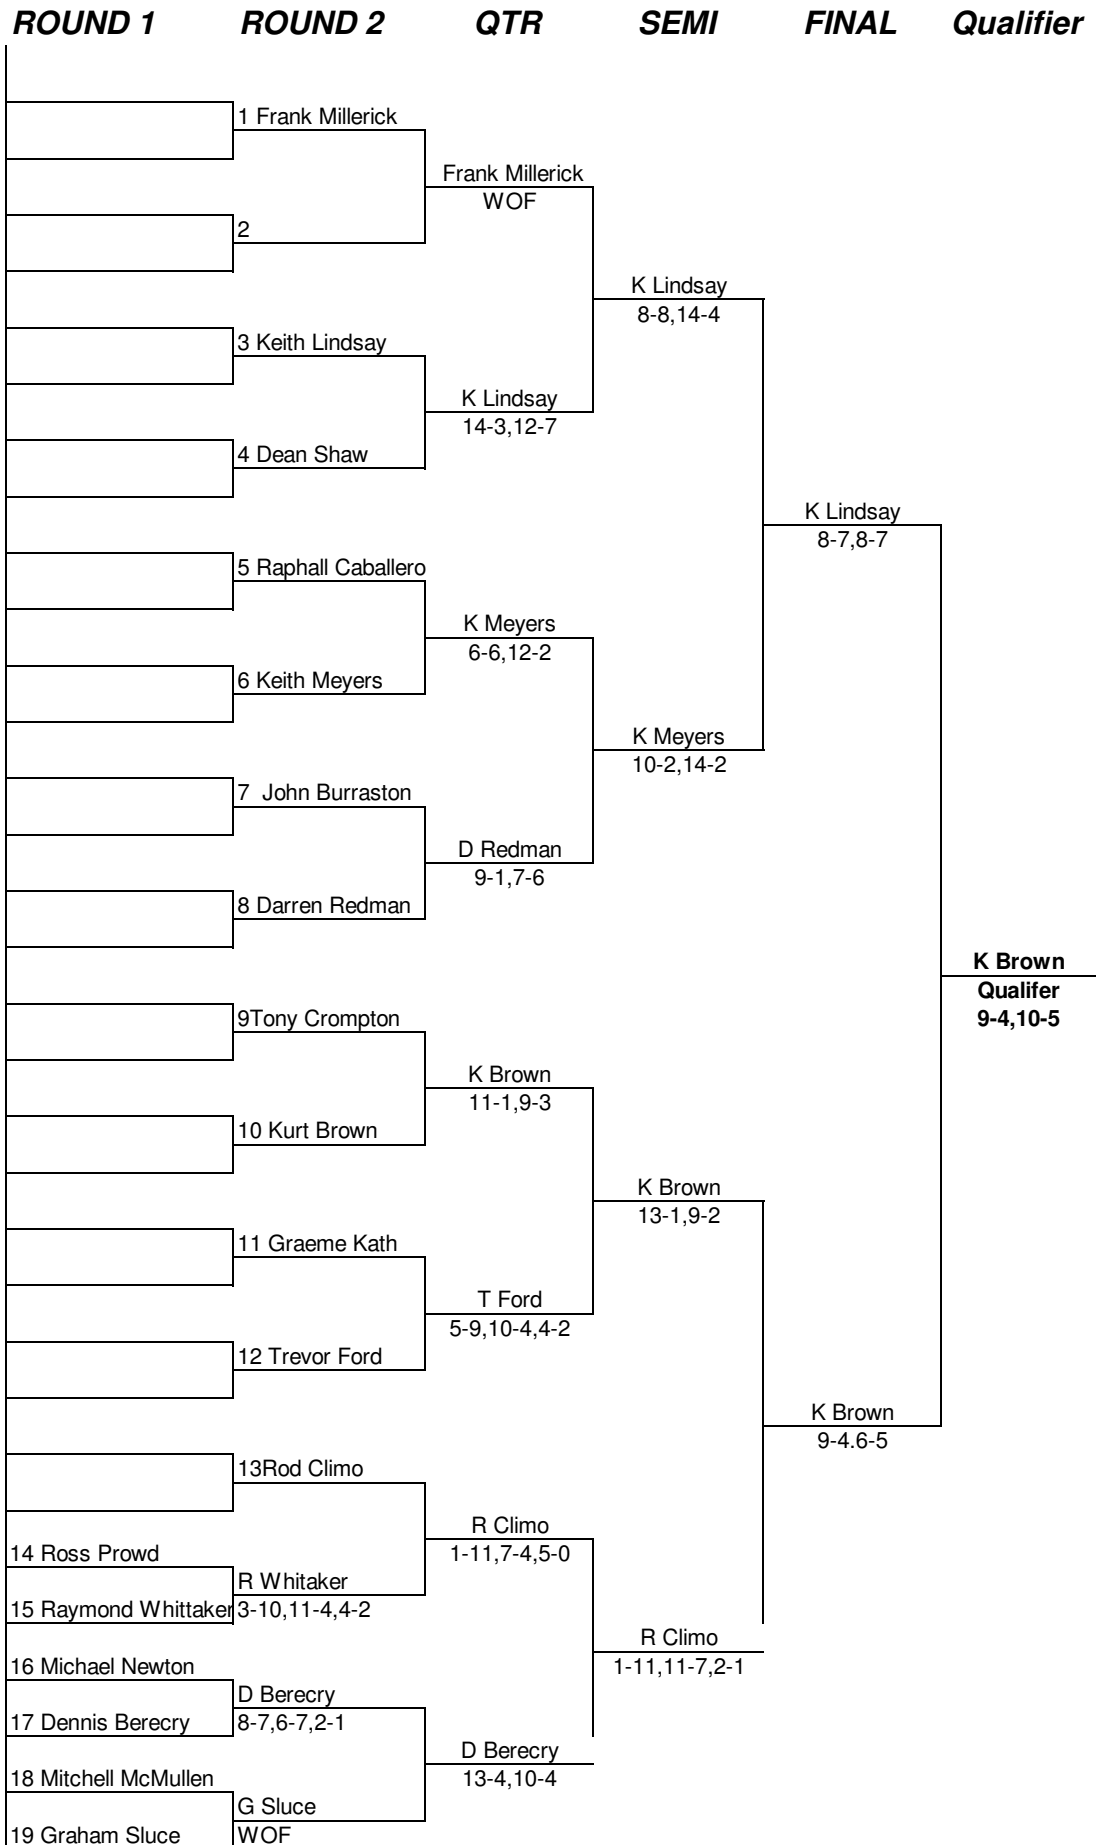 ROUND 1 ROUND 2 QTR SEMI FINAL Qualifier
1 Frank Millerick
Frank Millerick
WOF
2
K Lindsay
8-8,14-4
3 Keith Lindsay
K Lindsay
14-3,12-7
4 Dean Shaw
K Lindsay
8-7,8-7
5 Raphall Caballero
K Meyers
6-6,12-2
6 Keith Meyers
K Meyers
10-2,14-2
7 John Burraston
D Redman
9-1,7-6
8 Darren Redman
K Brown
Qualifer
9-4,10-5
9Tony Crompton
K Brown
11-1,9-3
10 Kurt Brown
K Brown
13-1,9-2
11 Graeme Kath
T Ford
5-9,10-4,4-2
12 Trevor Ford
K Brown
9-4.6-5
13Rod Climo
R Climo
1-11,7-4,5-0
14 Ross Prowd
R Whitaker
15 Raymond Whittaker 3-10,11-4,4-2
R Climo
1-11,11-7,2-1
16 Michael Newton
D Berecry
17 Dennis Berecry 8-7,6-7,2-1
D Berecry
13-4,10-4
18 Mitchell McMullen
G Sluce
19 Graham Sluce WOF